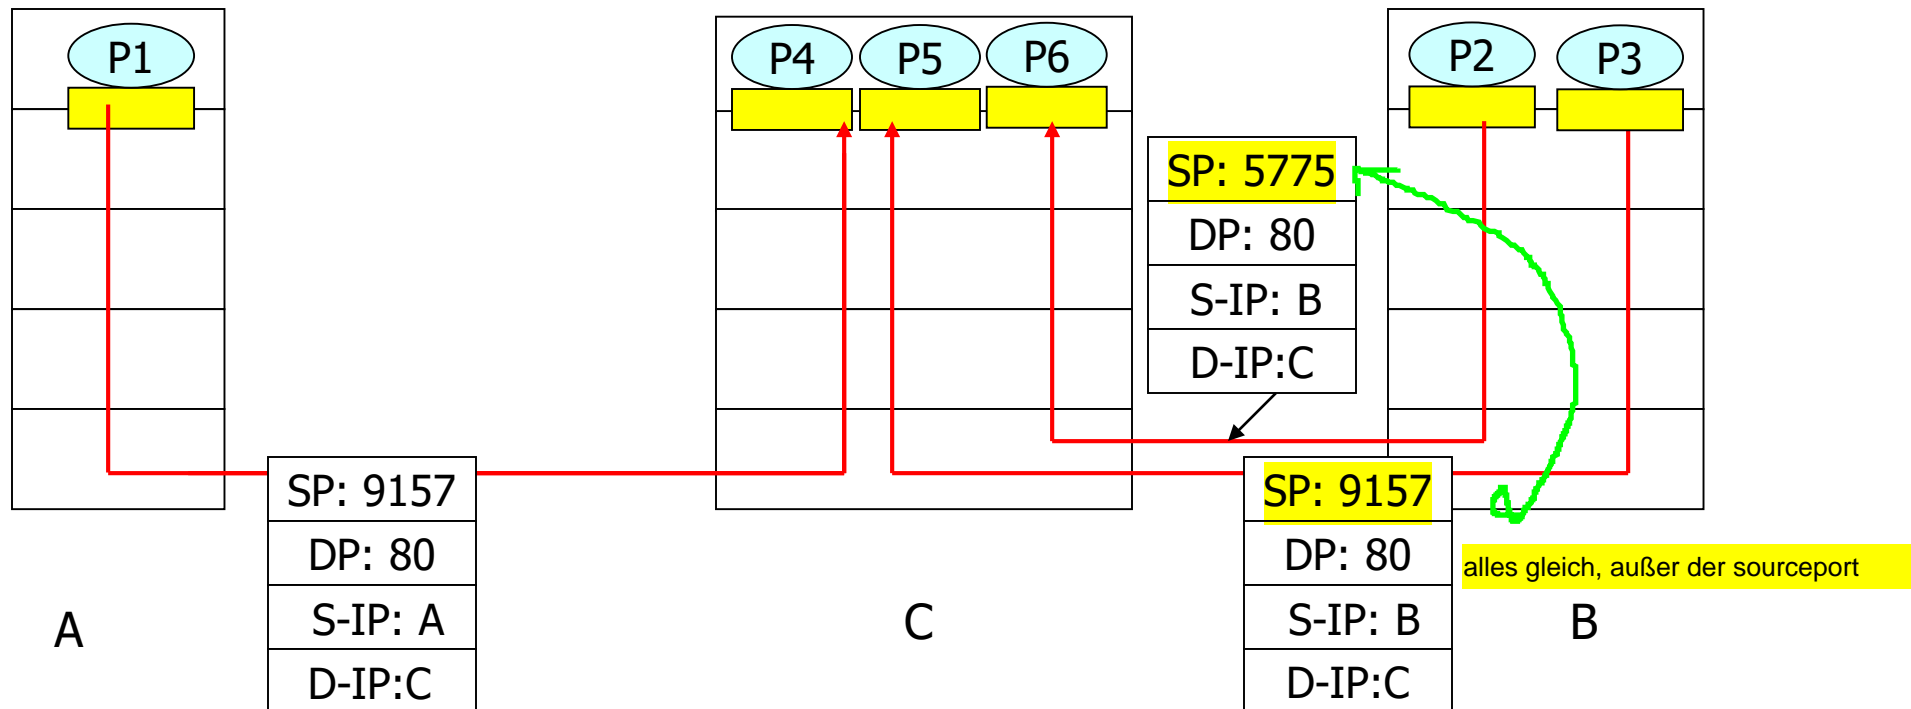 P1
P4
P5
P6
P2
P3
SP: 5775
DP: 80
S-IP: B
D-IP:C
SP: 9157
DP: 80
S-IP: A
D-IP:C
SP: 9157
DP: 80
S-IP: B
D-IP:C
alles gleich, außer der sourceport
A
C
B